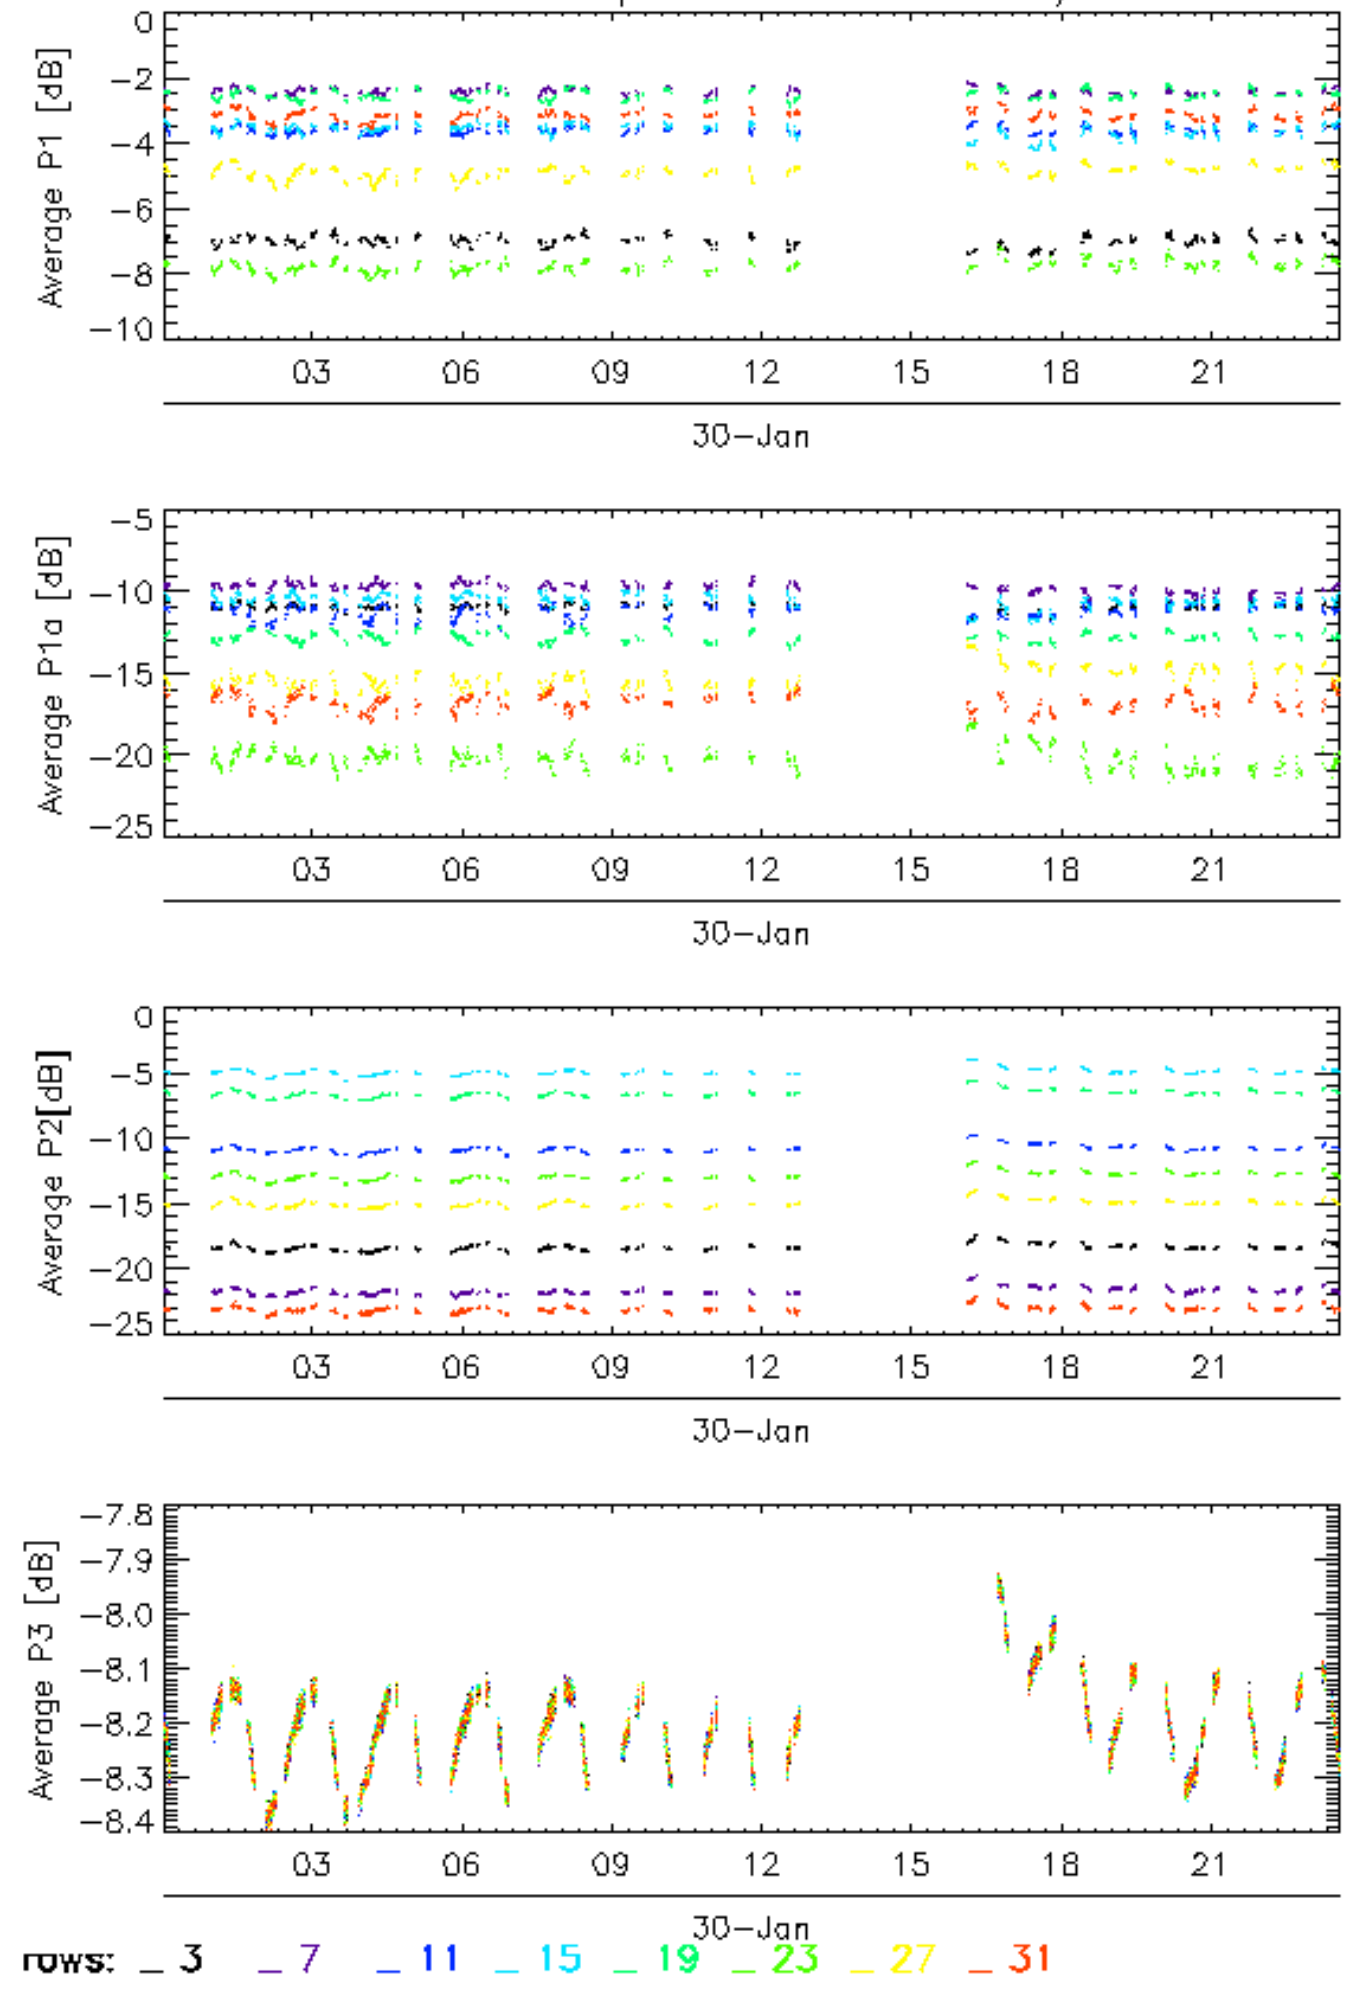 0
−2
−4
−6
−8
−10
Average P1 [dB]
03 06 09 12 15 18 21
30−Jan
−5
−10
−15
−20
−25
Average P1a [dB]
03 06 09 12 15 18 21
30−Jan
0
−5
−10
−15
−20
−25
Average P2[dB]
03 06 09 12 15 18 21
30−Jan
−7.8
−7.9
−8.0
−8.1
−8.2
−8.3
−8.4
Average P3 [dB]
03 06 09 12 15 18 21
30−Jan
rows: _ 3 _ 7 _ 11 _ 15 _ 19 _ 23 _ 27 _ 31